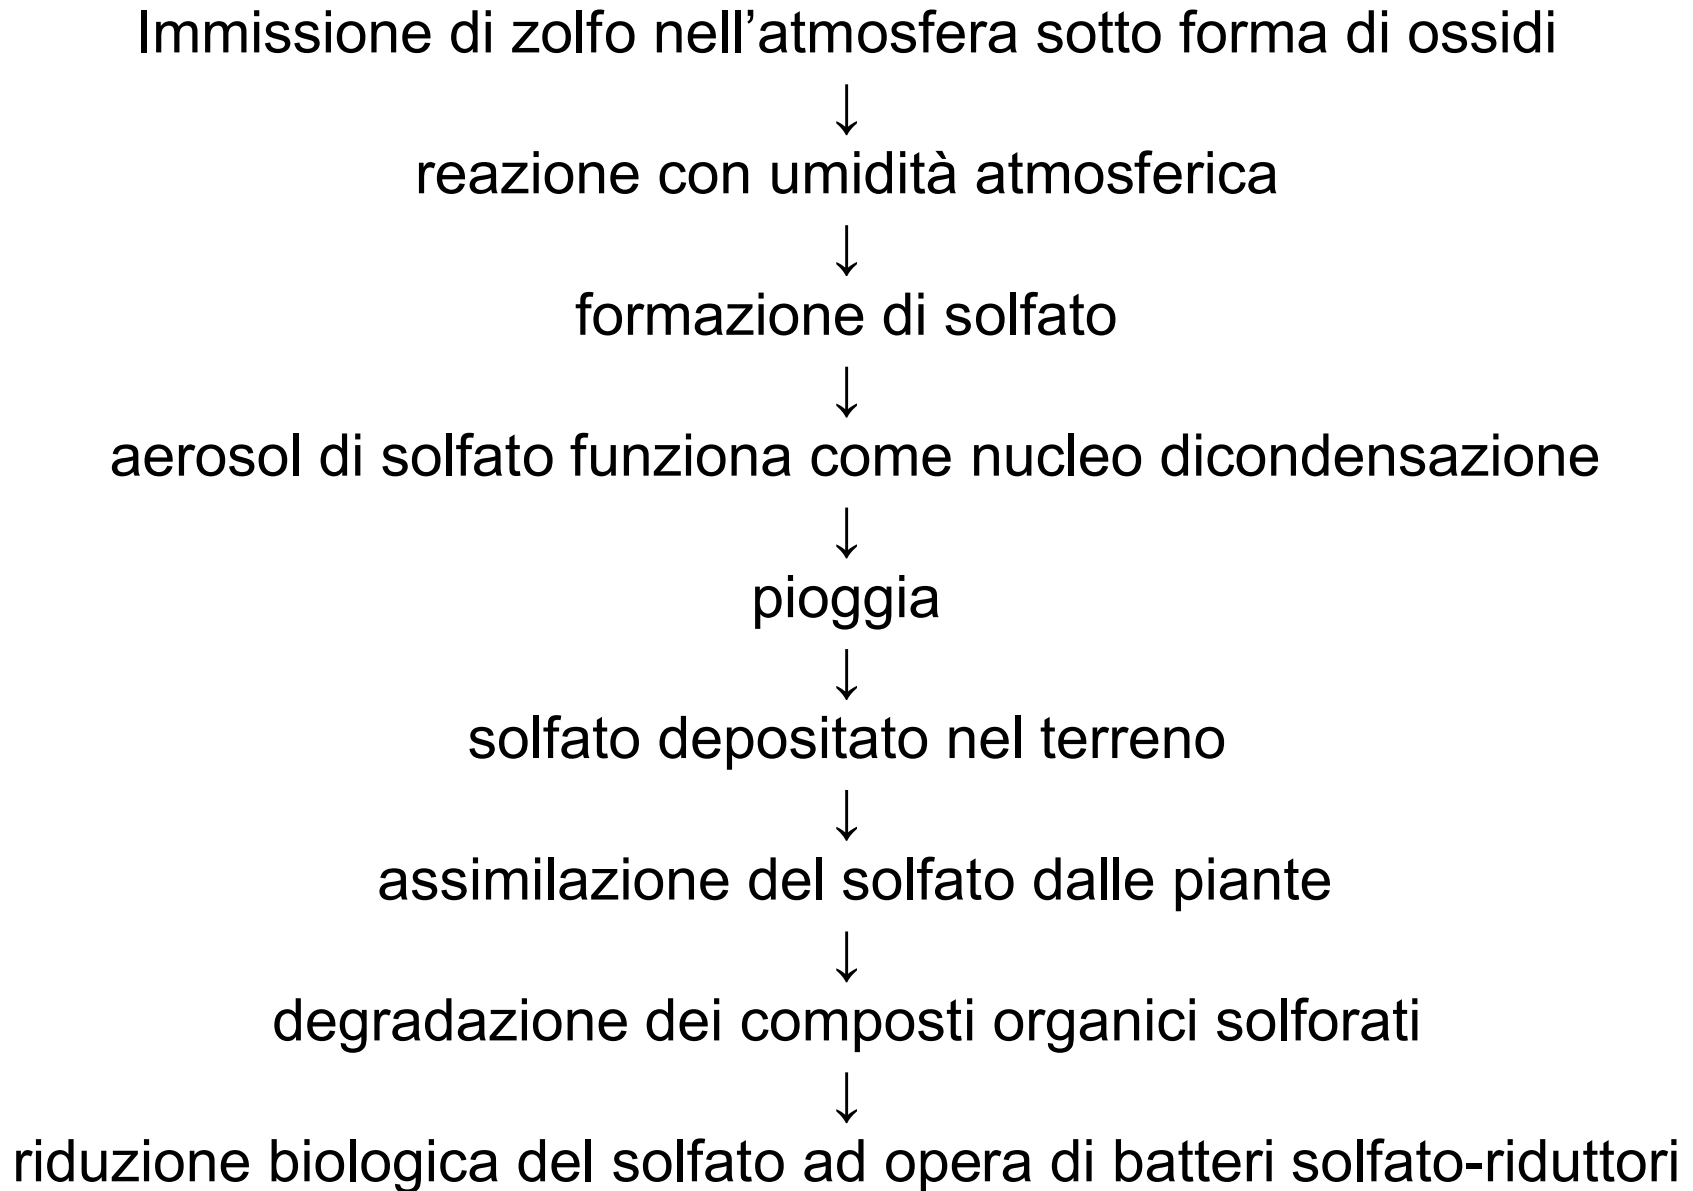 Immissione di zolfo nell’atmosfera sotto forma di ossidi
↓
reazione con umidità atmosferica
↓
formazione di solfato
↓
aerosol di solfato funziona come nucleo dicondensazione
↓
pioggia
↓
solfato depositato nel terreno
↓
assimilazione del solfato dalle piante
↓
degradazione dei composti organici solforati
↓
riduzione biologica del solfato ad opera di batteri solfato-riduttori